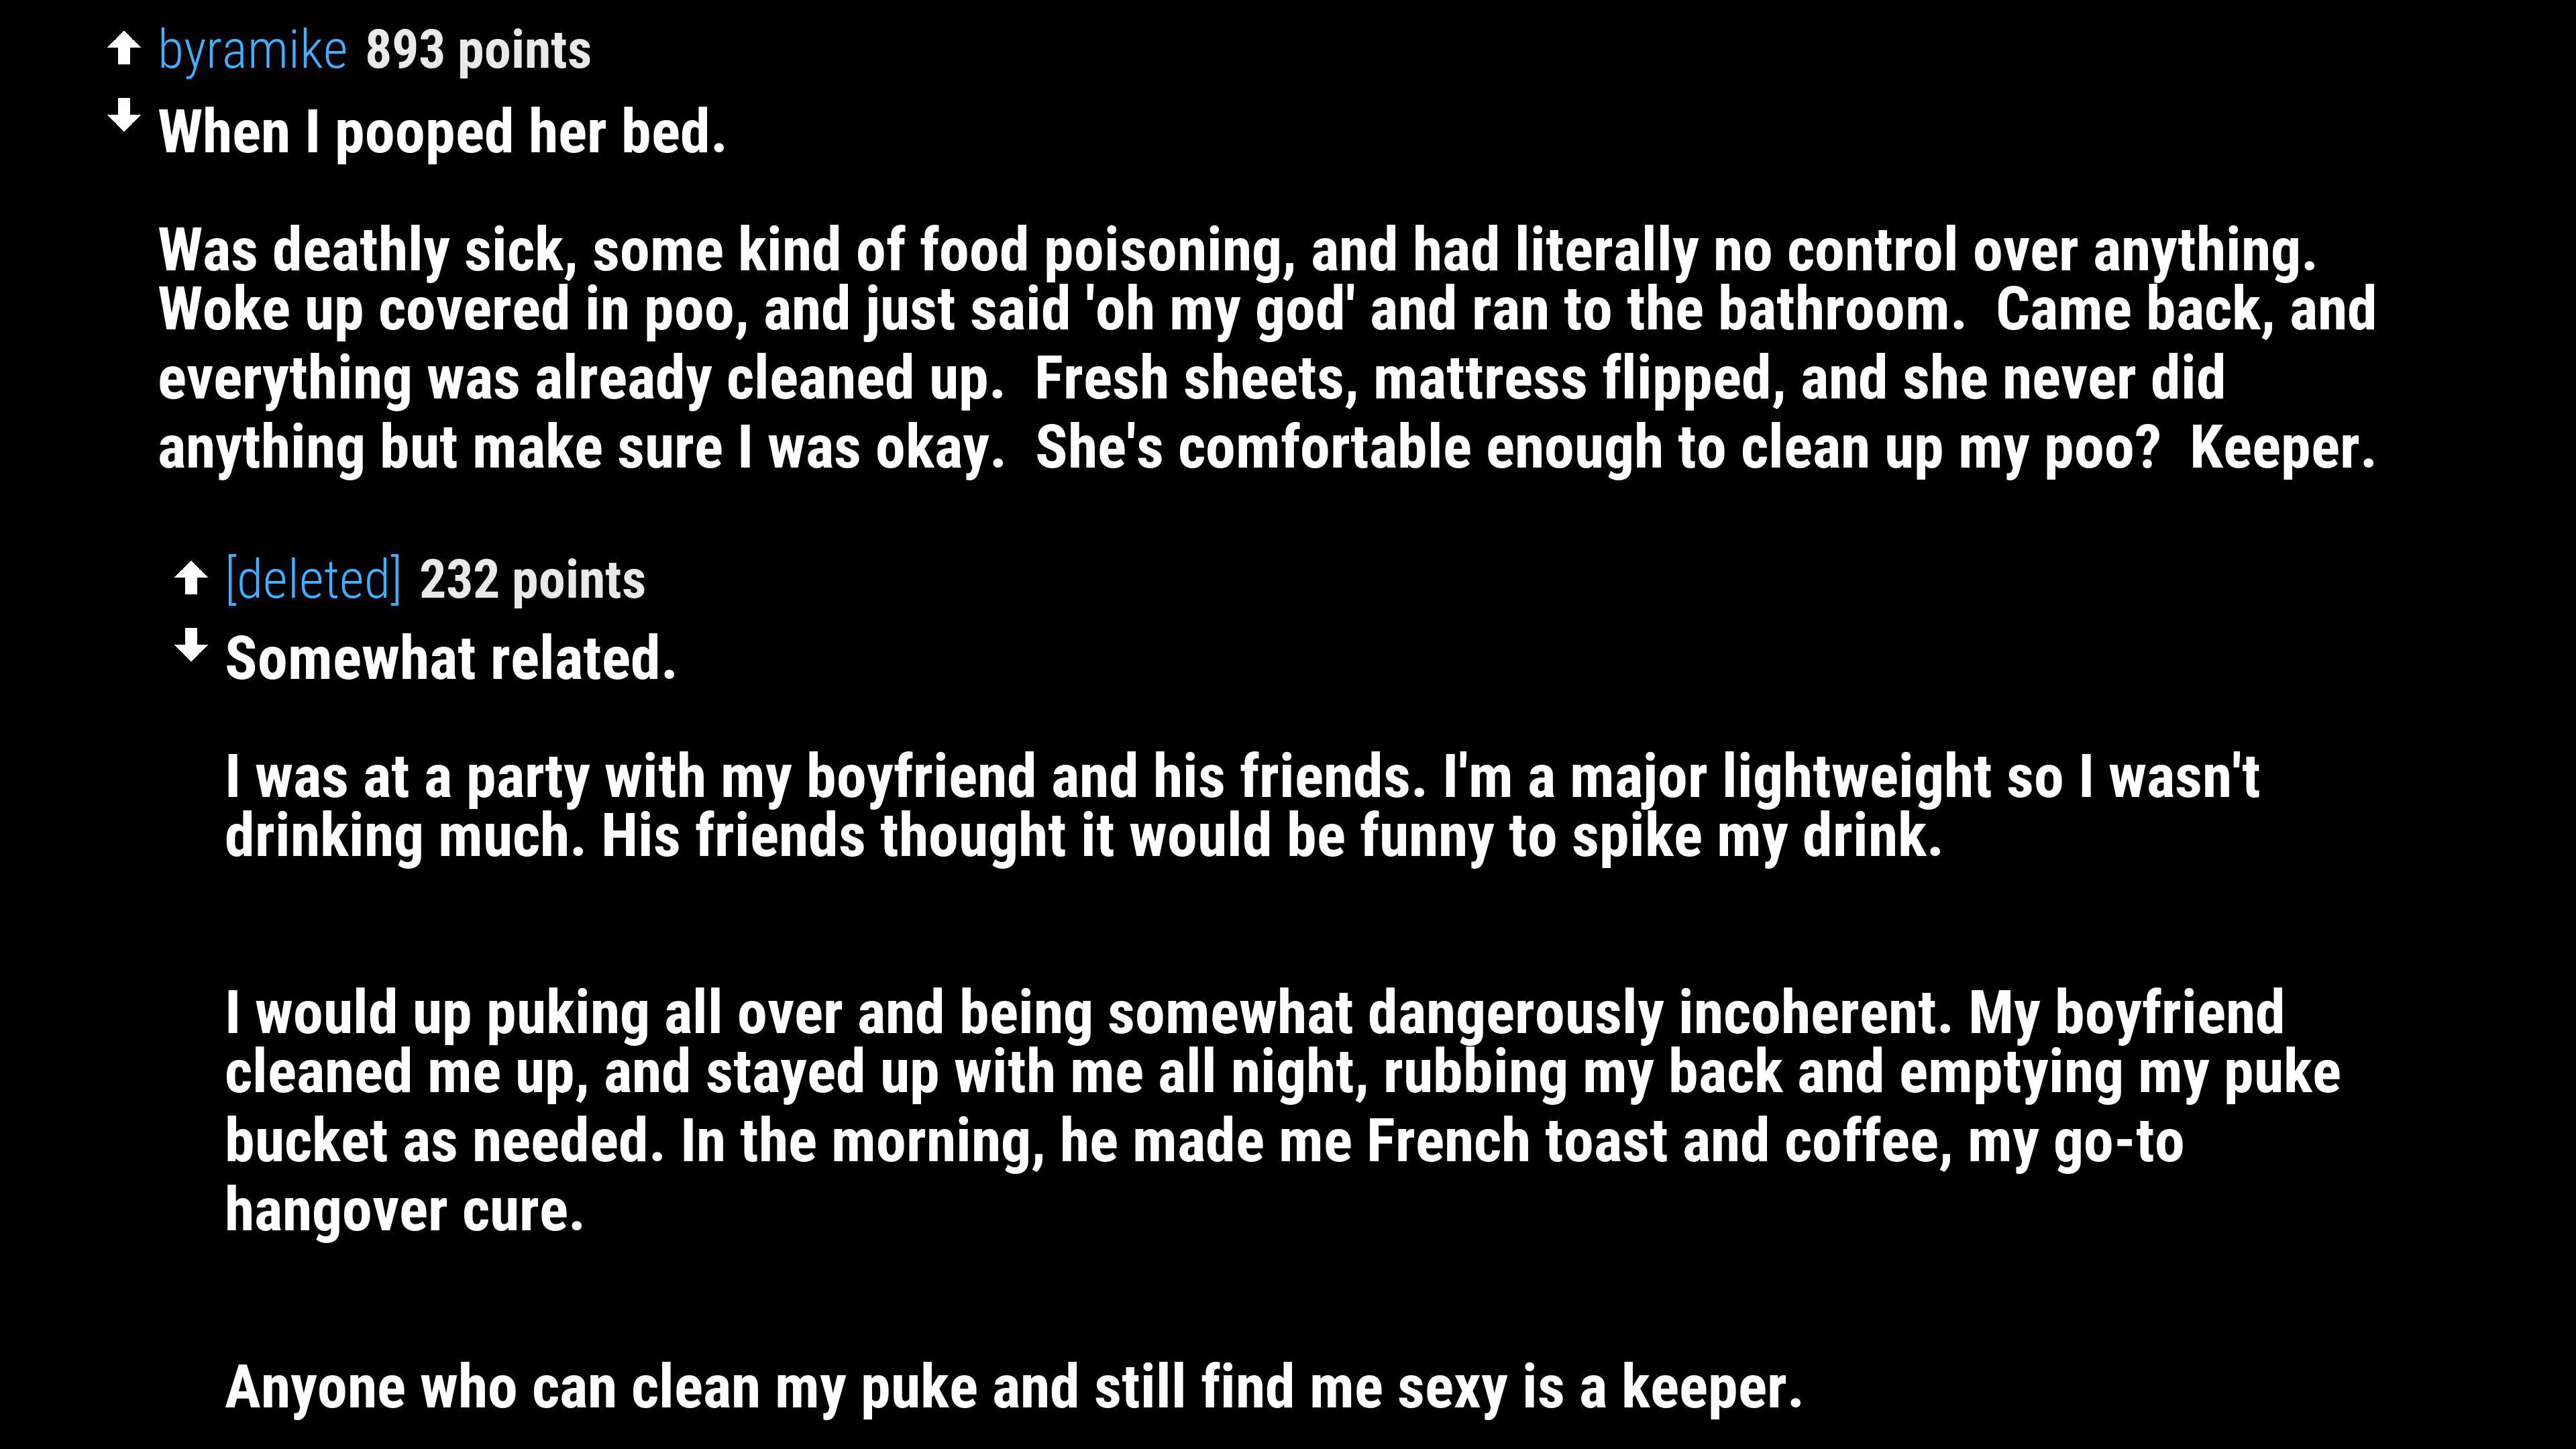 byramike 893 points
When I pooped her bed.
Was deathly sick, some kind of food poisoning, and had literally no control over anything.
Woke up covered in poo, and just said 'oh my god' and ran to the bathroom.  Came back, and
everything was already cleaned up.  Fresh sheets, mattress flipped, and she never did
anything but make sure I was okay.  She's comfortable enough to clean up my poo?  Keeper.
[deleted] 232 points
Somewhat related.
I was at a party with my boyfriend and his friends. I'm a major lightweight so I wasn't
drinking much. His friends thought it would be funny to spike my drink.
I would up puking all over and being somewhat dangerously incoherent. My boyfriend
cleaned me up, and stayed up with me all night, rubbing my back and emptying my puke
bucket as needed. In the morning, he made me French toast and coffee, my go-to
hangover cure.
Anyone who can clean my puke and still find me sexy is a keeper.